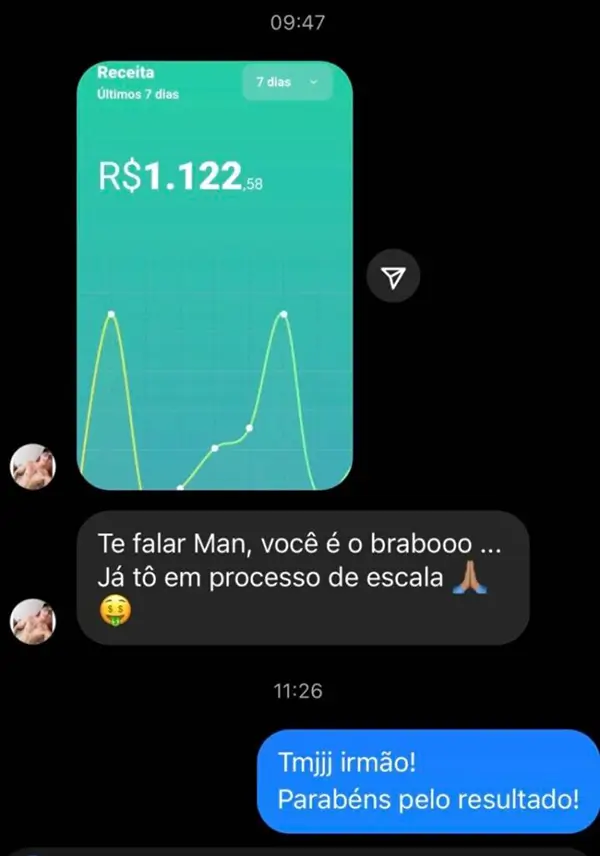 09:47
Receita
7 dias
Últimos 7 dias
R$1.122,58
Te falar Man, você é o brabooo ...
Já tô em processo de escala 🙏🏽
🤑
11:26
Tmjjj irmão!
Parabéns pelo resultado!